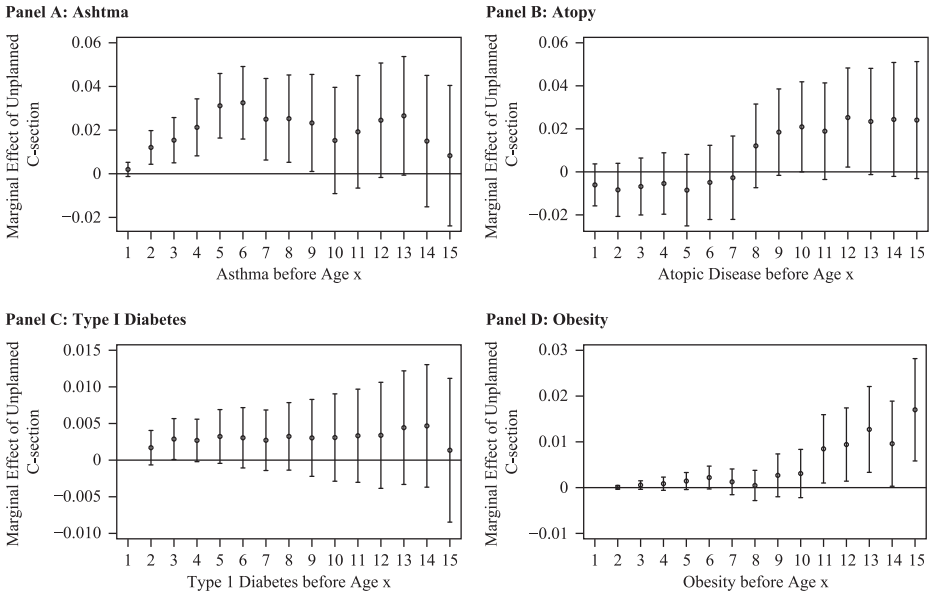 Panel A: Ashtma
Marginal Effect of Unplanned
C-section
0.06
0.04
0.02
0
−0.02
1 2 3 4 5 6 7 8 9 10 11 12 13 14 15
Asthma before Age x
Panel B: Atopy
Marginal Effect of Unplanned
C-section
0.06
0.04
0.02
0
−0.02
1 2 3 4 5 6 7 8 9 10 11 12 13 14 15
Atopic Disease before Age x
Panel C: Type I Diabetes
Marginal Effect of Unplanned
C-section
0.015
0.010
0.005
0
−0.005
−0.010
1 2 3 4 5 6 7 8 9 10 11 12 13 14 15
Type 1 Diabetes before Age x
Panel D: Obesity
Marginal Effect of Unplanned
C-section
0.03
0.02
0.01
0
−0.01
1 2 3 4 5 6 7 8 9 10 11 12 13 14 15
Obesity before Age x